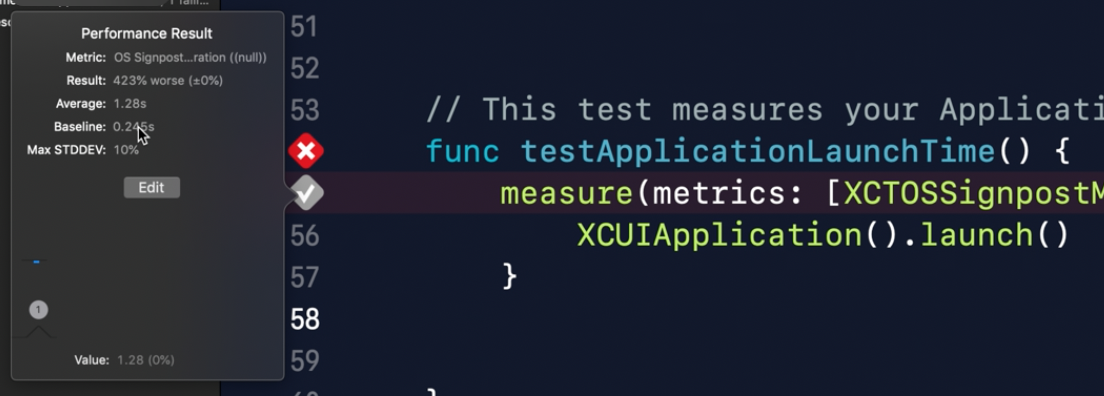 Performance Result
Metric: OS Signpost...ration ((null))
Result: 423% worse (±0%)
Average: 1.28s
Baseline: 0.245s
Max STDDEV: 10%
Edit
1
Value: 1.28 (0%)
51
52
53 // This test measures your Applicati
func testApplicationLaunchTime() {
measure(metrics: [XCTOSSignpostM
56 XCUIApplication().launch()
57 }
58
59
}